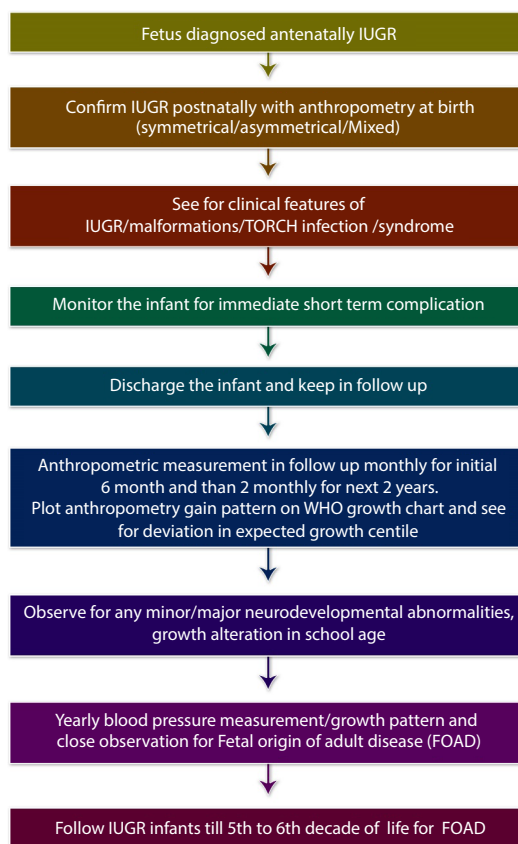 Fetus diagnosed antenatally IUGR
Confirm IUGR postnatally with anthropometry at birth
(symmetrical/asymmetrical/Mixed)
See for clinical features of
IUGR/malformations/TORCH infection /syndrome
Monitor the infant for immediate short term complication
Discharge the infant and keep in follow up
Anthropometric measurement in follow up monthly for initial
6 month and than 2 monthly for next 2 years.
Plot anthropometry gain pattern on WHO growth chart and see
for deviation in expected growth centile
Observe for any minor/major neurodevelopmental abnormalities,
growth alteration in school age
Yearly blood pressure measurement/growth pattern and
close observation for Fetal origin of adult disease (FOAD)
Follow IUGR infants till 5th to 6th decade of life for FOAD